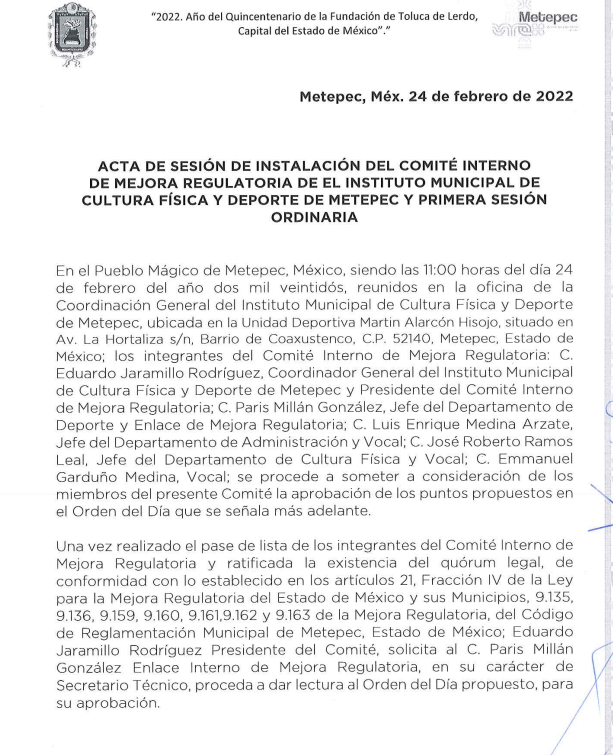 "2022. Año del Quincentenario de la Fundación de Toluca de Lerdo,
Capital del Estado de México"."
Metepec
Metepec, Méx. 24 de febrero de 2022
ACTA DE SESIÓN DE INSTALACIÓN DEL COMITÉ INTERNO
DE MEJORA REGULATORIA DE EL INSTITUTO MUNICIPAL DE
CULTURA FÍSICA Y DEPORTE DE METEPEC Y PRIMERA SESIÓN
ORDINARIA
En el Pueblo Mágico de Metepec, México, siendo las 11:00 horas del día 24
de febrero del año dos mil veintidós, reunidos en la oficina de la
Coordinación General del Instituto Municipal de Cultura Física y Deporte
de Metepec, ubicada en la Unidad Deportiva Martin Alarcón Hisojo, situado en
Av. La Hortaliza s/n, Barrio de Coaxustenco, C.P. 52140, Metepec, Estado de
México; los integrantes del Comité Interno de Mejora Regulatoria: C.
Eduardo Jaramillo Rodríguez, Coordinador General del Instituto Municipal
de Cultura Física y Deporte de Metepec y Presidente del Comité Interno
de Mejora Regulatoria; C. Paris Millán González, Jefe del Departamento de
Deporte y Enlace de Mejora Regulatoria; C. Luis Enrique Medina Arzate,
Jefe del Departamento de Administración y Vocal; C. José Roberto Ramos
Leal, Jefe del Departamento de Cultura Física y Vocal; C. Emmanuel
Garduño Medina, Vocal; se procede a someter a consideración de los
miembros del presente Comité la aprobación de los puntos propuestos en
el Orden del Día que se señala más adelante.
Una vez realizado el pase de lista de los integrantes del Comité Interno de
Mejora Regulatoria y ratificada la existencia del quórum legal, de
conformidad con lo establecido en los artículos 21, Fracción IV de la Ley
para la Mejora Regulatoria del Estado de México y sus Municipios, 9.135,
9.136, 9.159, 9.160, 9.161,9.162 y 9.163 de la Mejora Regulatoria, del Código
de Reglamentación Municipal de Metepec, Estado de México; Eduardo
Jaramillo Rodríguez Presidente del Comité, solicita al C. Paris Millán
González Enlace Interno de Mejora Regulatoria, en su carácter de
Secretario Técnico, proceda a dar lectura al Orden del Día propuesto, para
su aprobación.